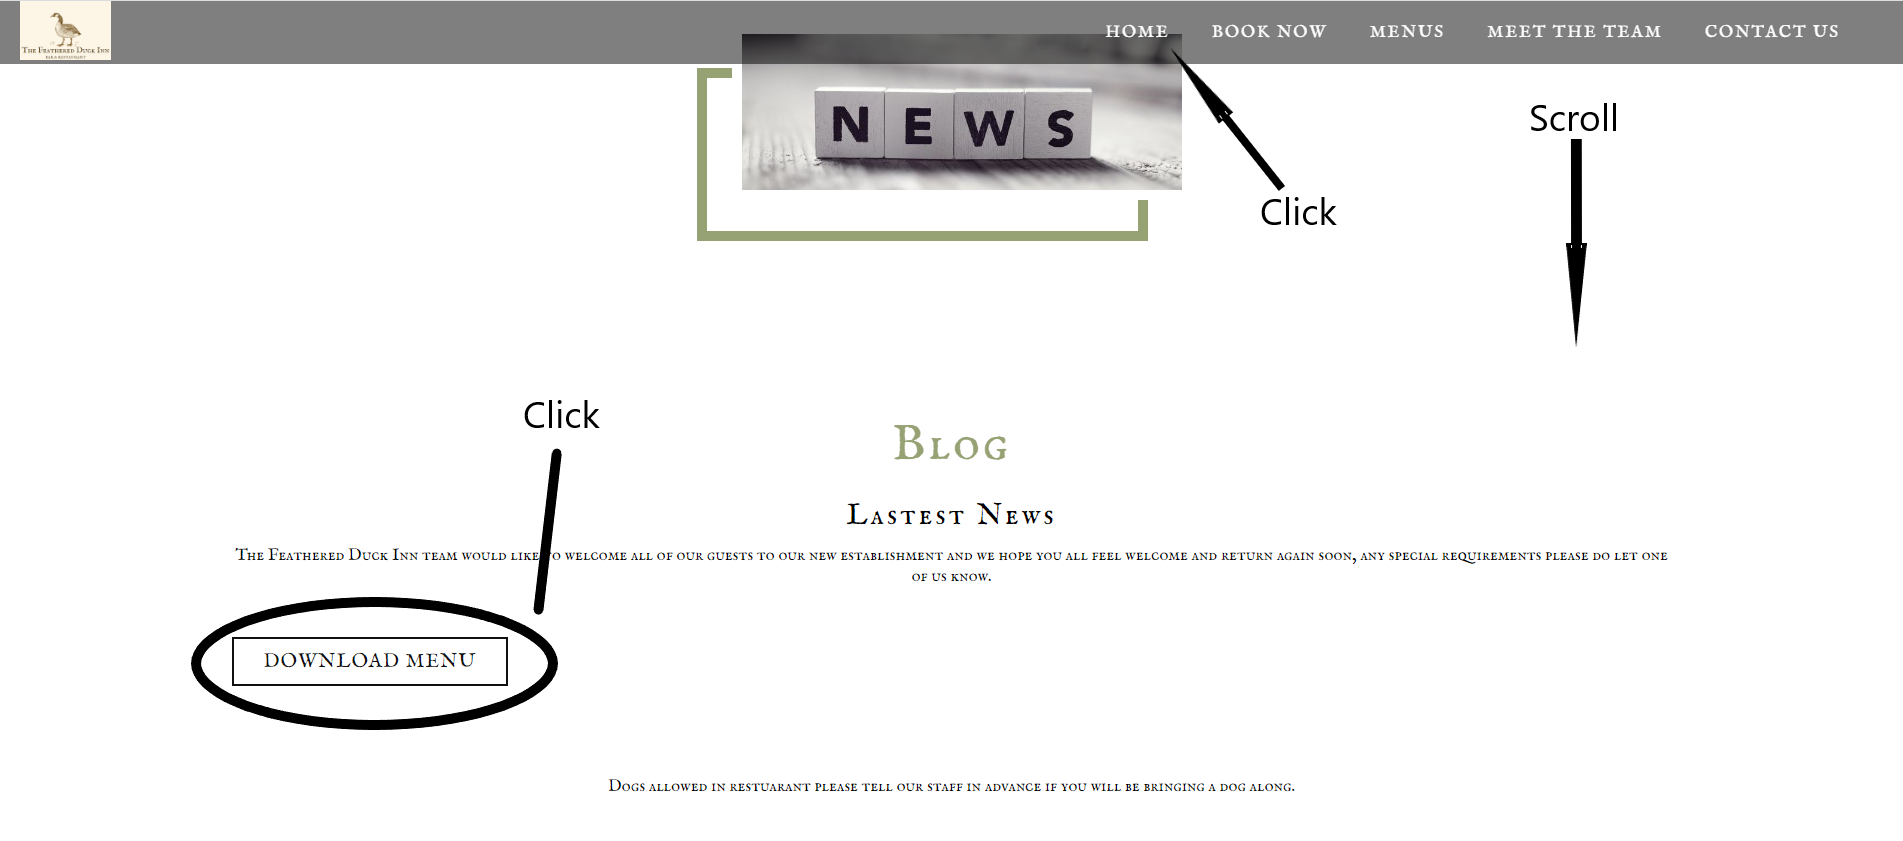 The Feathered Duck Inn
Bar & Restaurant
HOME BOOK NOW MENUS MEET THE TEAM CONTACT US
NEWS
Scroll
Click
Click
Blog
Lastest News
The Feathered Duck Inn team would like to welcome all of our guests to our new establishment and we hope you all feel welcome and return again soon, any special requirements please do let one
of us know.
DOWNLOAD MENU
Dogs allowed in restuarant please tell our staff in advance if you will be bringing a dog along.